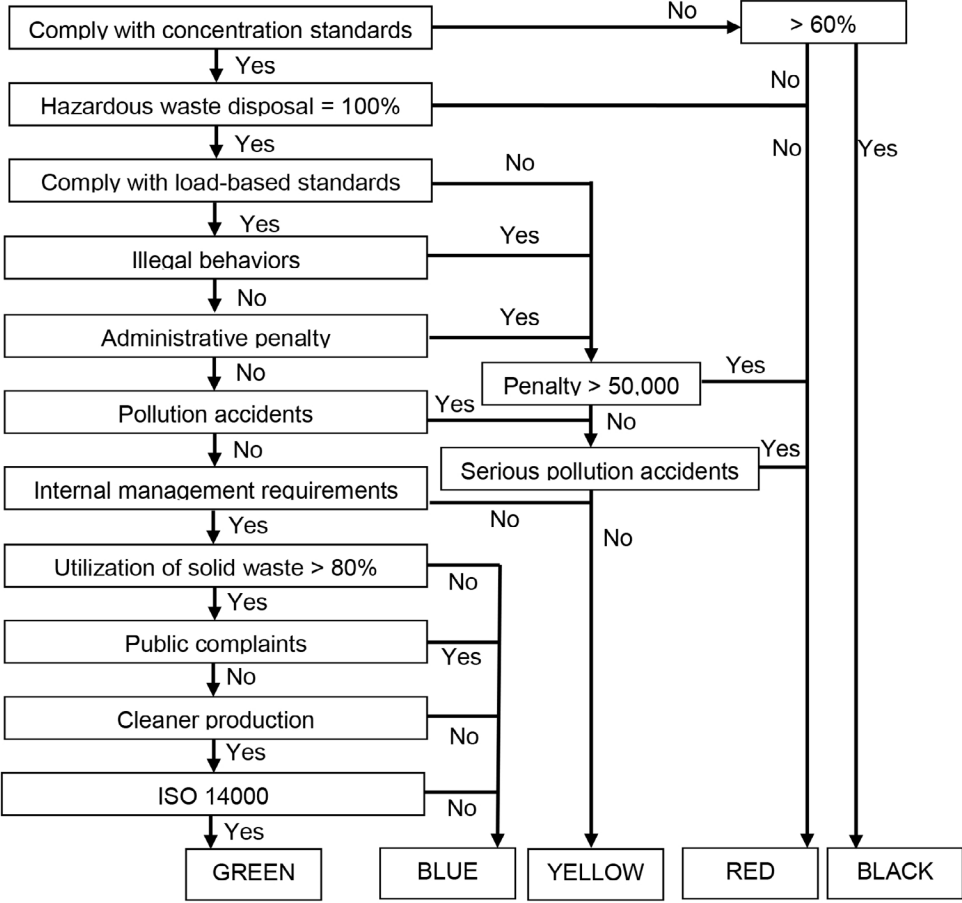 No
Comply with concentration standards
> 60%
Yes
No
Hazardous waste disposal = 100%
Yes
No
Yes
No
Comply with load-based standards
Yes
Yes
Illegal behaviors
No
Yes
Administrative penalty
No
Yes
Penalty > 50,000
Yes
Pollution accidents
No
No
Yes
Serious pollution accidents
Internal management requirements
No
No
Yes
Utilization of solid waste > 80%
No
Yes
Public complaints
Yes
No
Cleaner production
No
Yes
ISO 14000
No
Yes
GREEN
BLUE
YELLOW
RED
BLACK